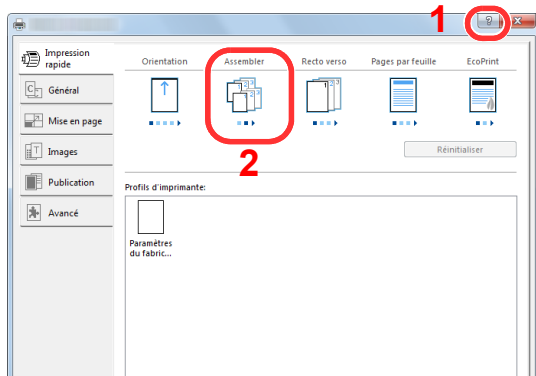 1
?
X
Impression
rapide
Général
Mise en page
Images
Publication
Avancé
Orientation
Assembler
Recto verso
Pages par feuille
EcoPrint
2
Réinitialiser
Profils d'imprimante:
Paramètres
du fabric...